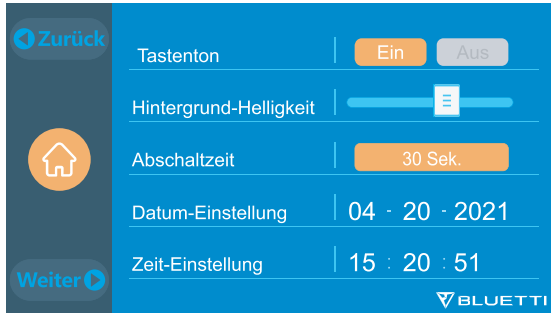 Zurück
Tastenton Ein Aus
Hintergrund-Helligkeit
Abschaltzeit 30 Sek.
Datum-Einstellung 04 - 20 - 2021
Zeit-Einstellung 15 : 20 : 51
Weiter
BLUETTI